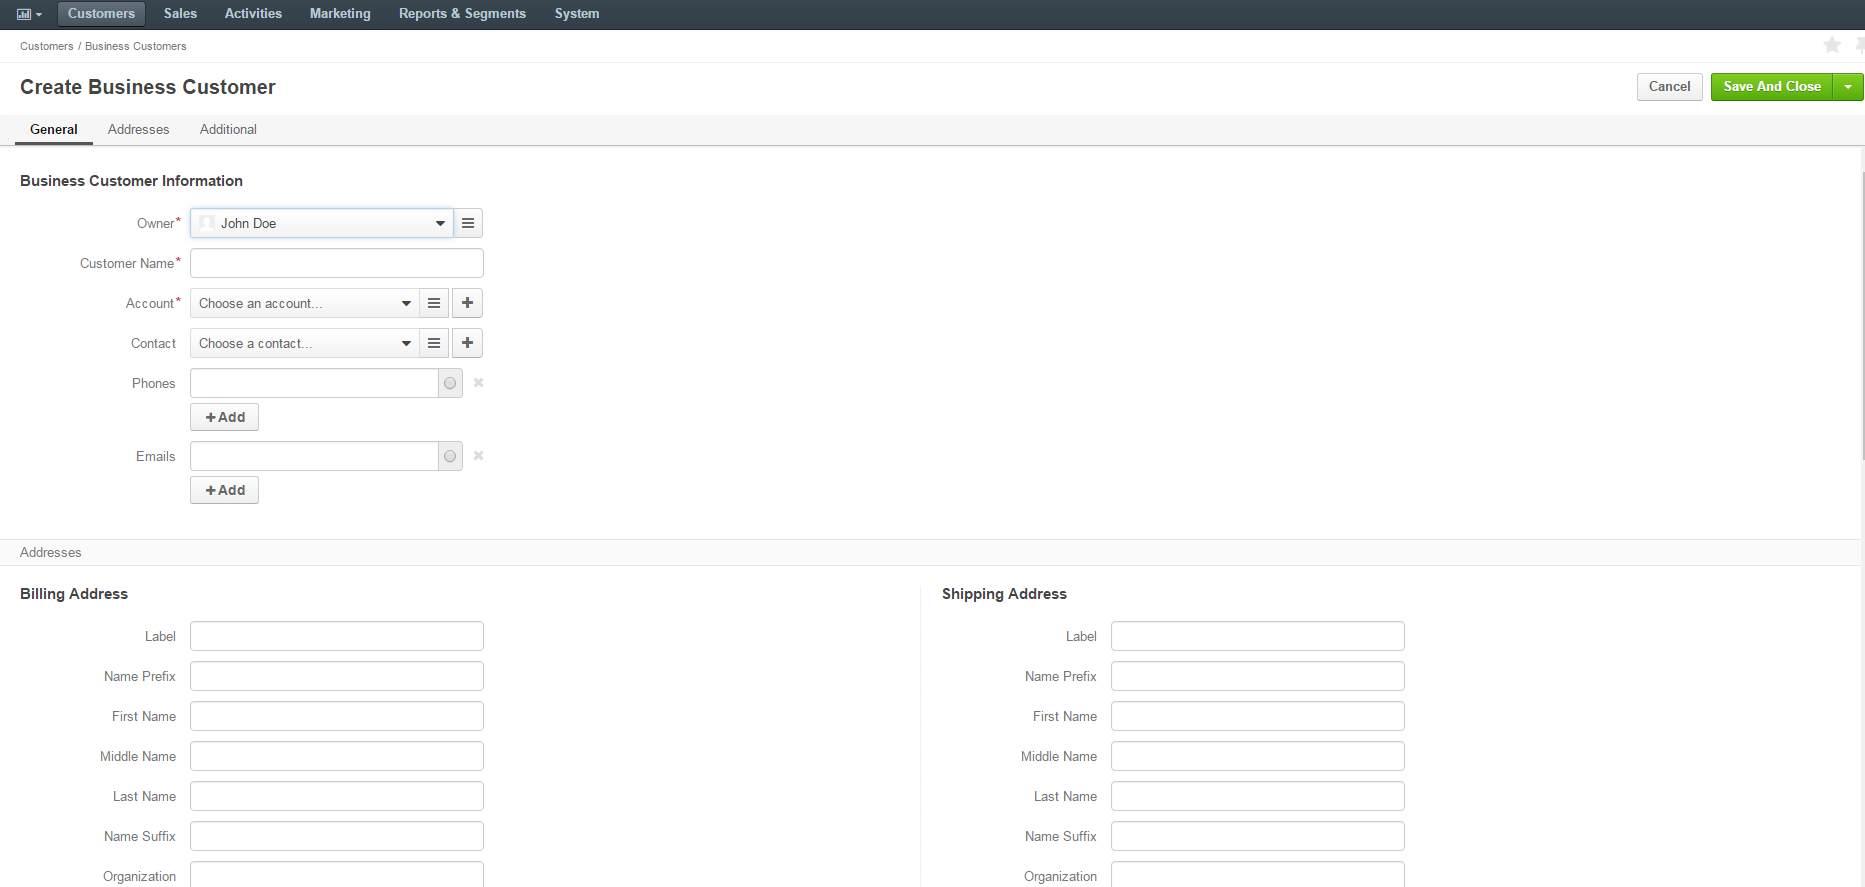 Customers Sales Activities Marketing Reports & Segments System
Customers / Business Customers
Create Business Customer
Cancel Save And Close
General Addresses Additional
Business Customer Information
Owner* John Doe
Customer Name*
Account* Choose an account...
Contact Choose a contact...
Phones
+Add
Emails
+Add
Addresses
Billing Address
Label
Name Prefix
First Name
Middle Name
Last Name
Name Suffix
Organization
Shipping Address
Label
Name Prefix
First Name
Middle Name
Last Name
Name Suffix
Organization